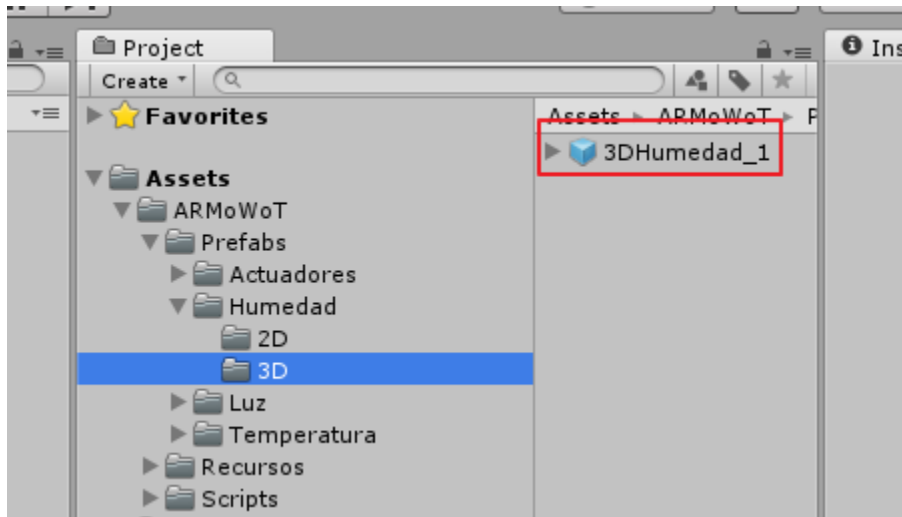 Project
Ins
Create
Favorites
Assets ▸ ARMoWoT ▸ P
3DHumedad_1
Assets
ARMoWoT
Prefabs
Actuadores
Humedad
2D
3D
Luz
Temperatura
Recursos
Scripts